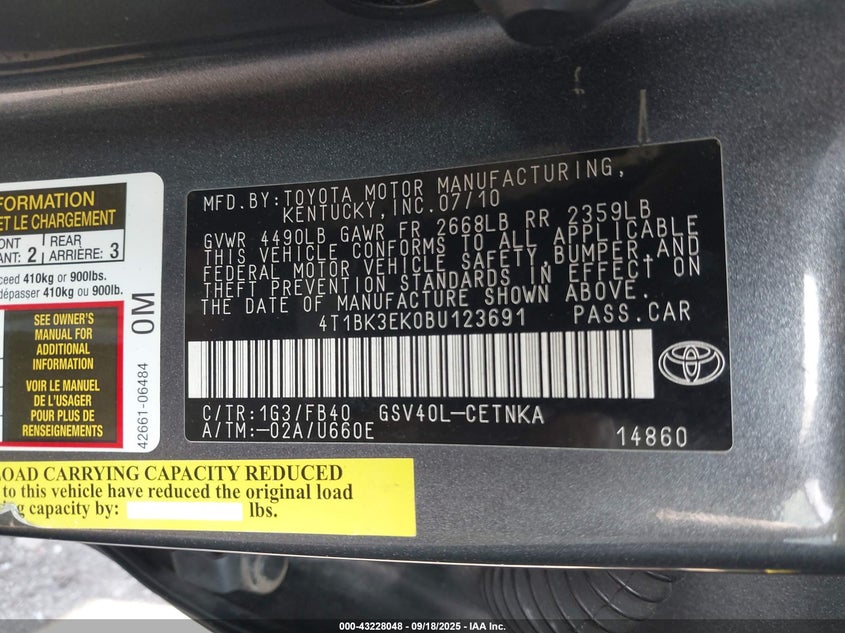 FORMATION
ET LE CHARGEMENT
ONT
ANT: 2
REAR
ARRIÈRE: 3
ceed 410kg or 900lbs.
dépasser 410kg ou 900lb.
SEE OWNER'S
MANUAL FOR
ADDITIONAL
INFORMATION
VOIR LE MANUEL
DE L'USAGER
POUR PLUS DE
RENSEIGNEMENTS
0M
42661-06484
MFD.BY:TOYOTA MOTOR MANUFACTURING,
KENTUCKY,INC.07/10
GVWR 4490LB GAWR FR 2668LB RR 2359LB
THIS VEHICLE CONFORMS TO ALL APPLICABLE
FEDERAL MOTOR VEHICLE SAFETY,BUMPER,AND
THEFT PREVENTION STANDARDS IN EFFECT ON
THE DATE OF MANUFACTURE SHOWN ABOVE.
4T1BK3EK0BU123691 PASS.CAR
C/TR:1G3/FB40 GSV40L-CETNKA
A/TM:-02A/U660E
14860
LOAD CARRYING CAPACITY REDUCED
to this vehicle have reduced the original load
g capacity by: lbs.
000-43228048 - 09/18/2025 - IAA Inc.